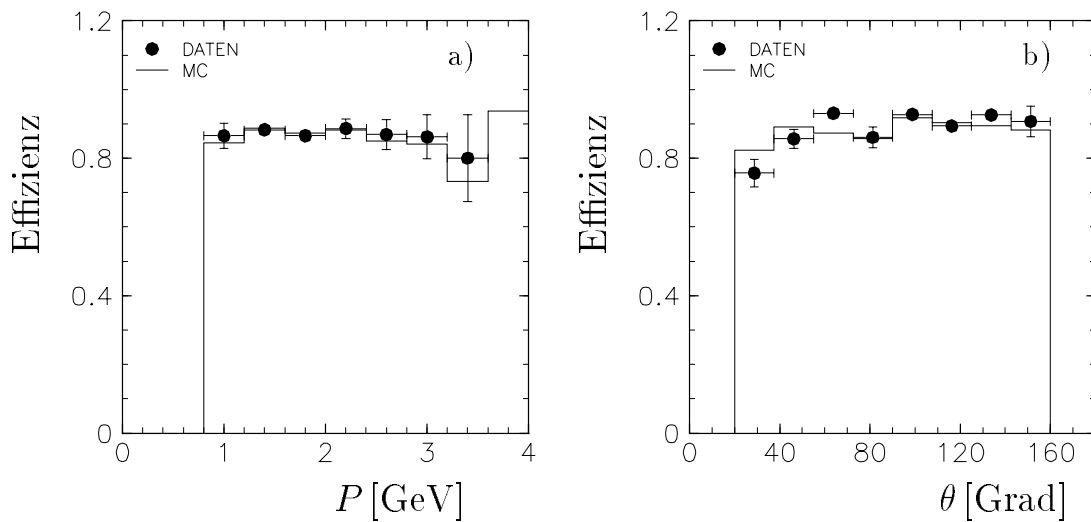 1.2
DATEN
MC
a)
0.8
0.4
0
Effizienz
0 1 2 3 4
P [GeV]
1.2
DATEN
MC
b)
0.8
0.4
0
Effizienz
0 40 80 120 160
θ [Grad]